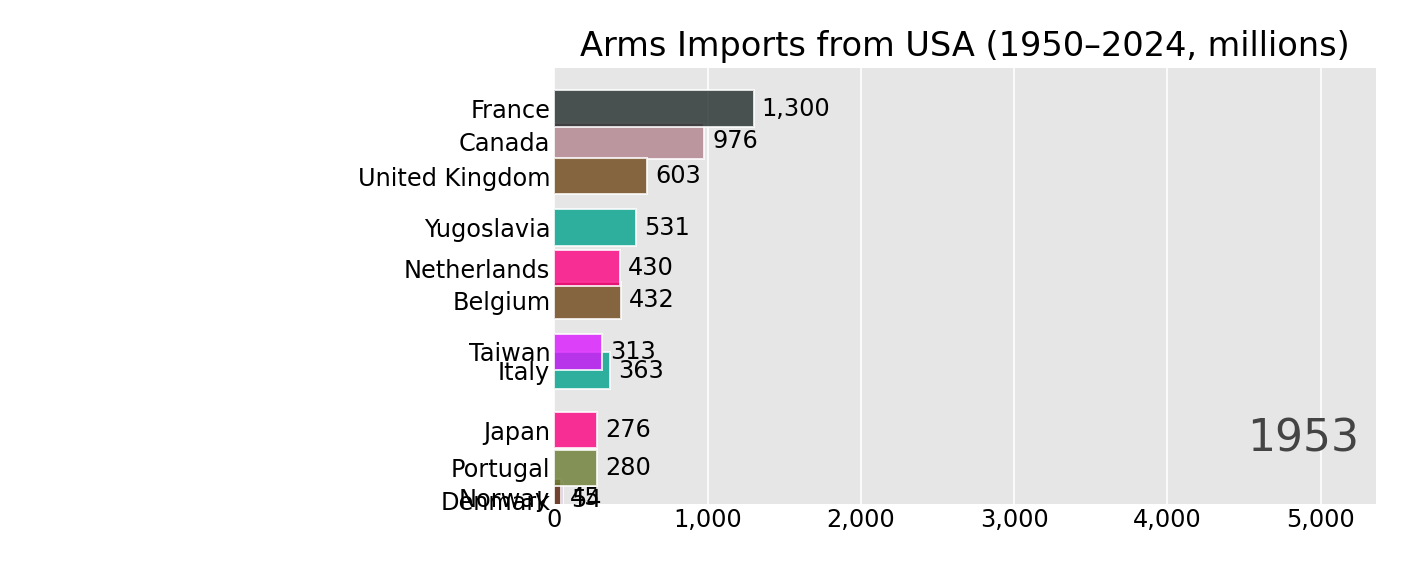 Arms Imports from USA (1950–2024, millions)
France 1,300
Canada 976
United Kingdom 603
Yugoslavia 531
Netherlands 430
Belgium 432
Taiwan 313
Italy 363
Japan 276
1953
Portugal 280
Norway 45
Denmark 54
0 1,000 2,000 3,000 4,000 5,000